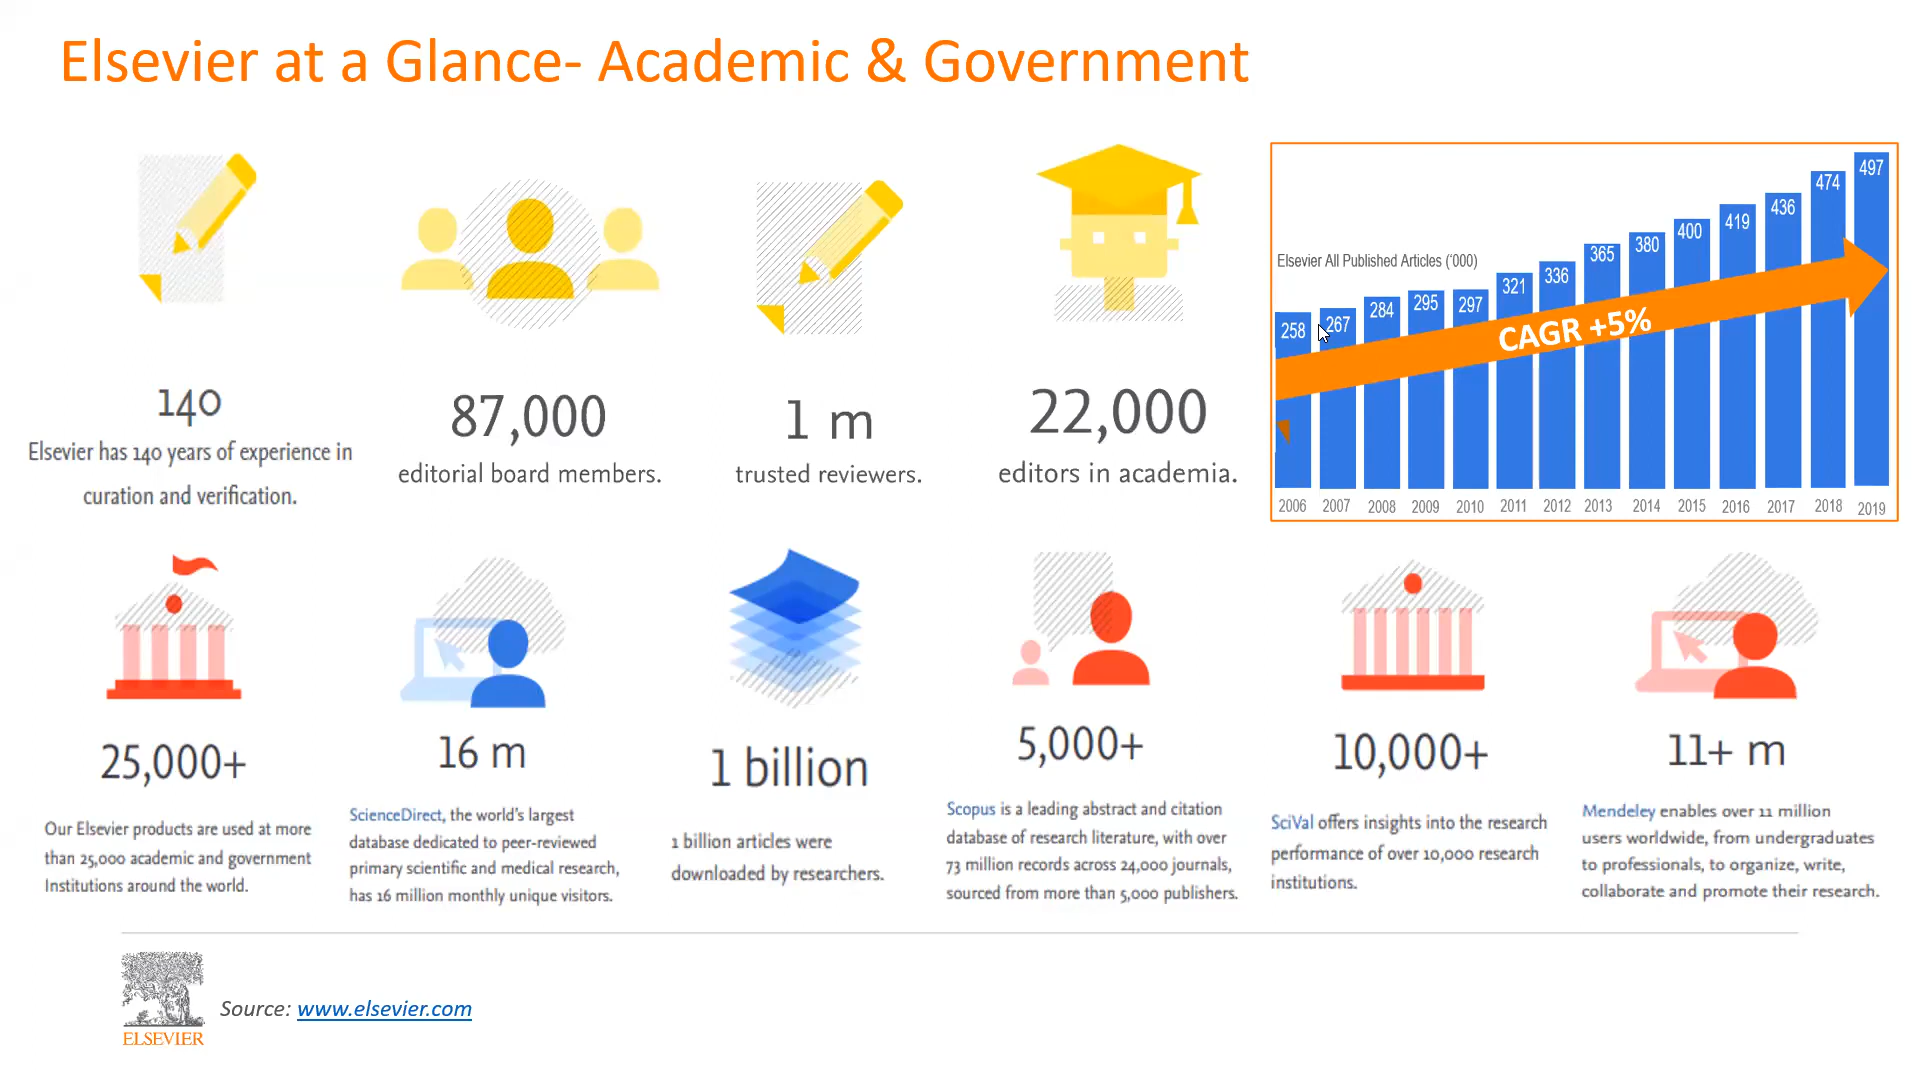 Elsevier at a Glance- Academic & Government
140
Elsevier has 140 years of experience in
curation and verification.
87,000
editorial board members.
1 m
trusted reviewers.
22,000
editors in academia.
Elsevier All Published Articles ('000)
258
267
284
295
297
321
336
365
380
400
419
436
474
497
CAGR +5%
2006 2007 2008 2009 2010 2011 2012 2013 2014 2015 2016 2017 2018 2019
25,000+
Our Elsevier products are used at more
than 25,000 academic and government
Institutions around the world.
16 m
ScienceDirect, the world's largest
database dedicated to peer-reviewed
primary scientific and medical research,
has 16 million monthly unique visitors.
1 billion
1 billion articles were
downloaded by researchers.
5,000+
Scopus is a leading abstract and citation
database of research literature, with over
73 million records across 24,000 journals,
sourced from more than 5,000 publishers.
10,000+
SciVal offers insights into the research
performance of over 10,000 research
institutions.
11+ m
Mendeley enables over 11 million
users worldwide, from undergraduates
to professionals, to organize, write,
collaborate and promote their research.
ELSEVIER
Source: www.elsevier.com